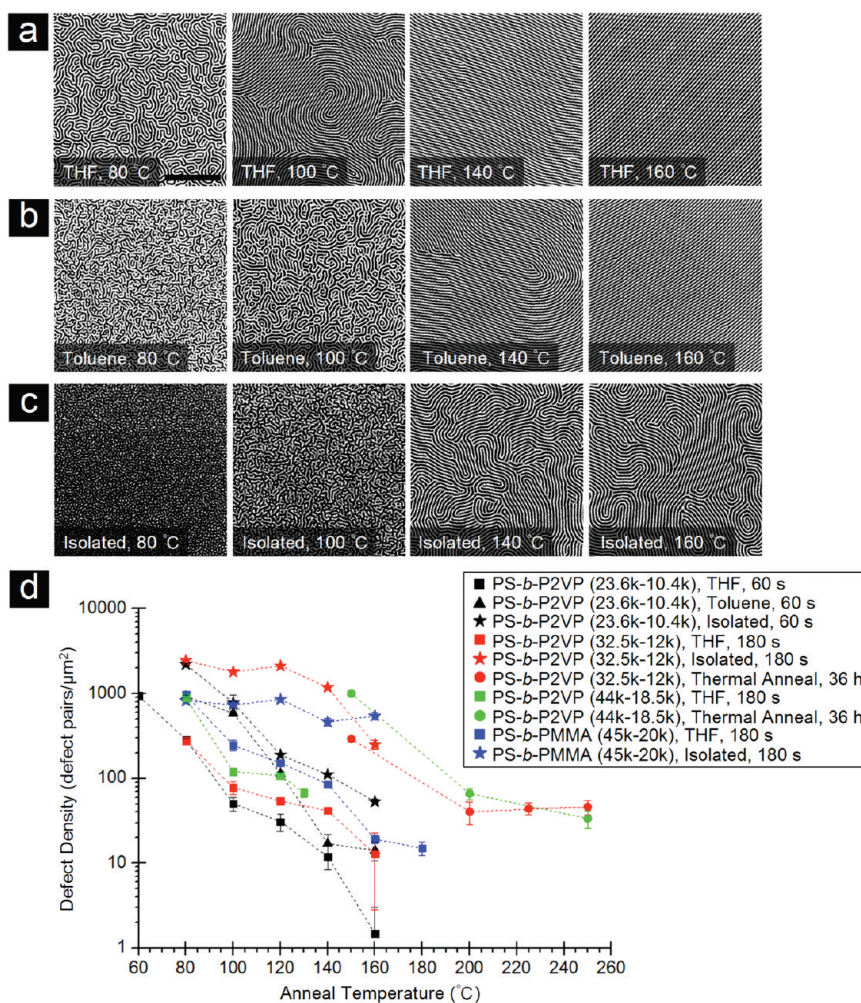 a
THF, 80 °C
THF, 100 °C
THF, 140 °C
THF, 160 °C
b
Toluene, 80 °C
Toluene, 100 °C
Toluene, 140 °C
Toluene, 160 °C
c
Isolated, 80 °C
Isolated, 100 °C
Isolated, 140 °C
Isolated, 160 °C
d
PS-b-P2VP (23.6k-10.4k), THF, 60 s
PS-b-P2VP (23.6k-10.4k), Toluene, 60 s
PS-b-P2VP (23.6k-10.4k), Isolated, 60 s
PS-b-P2VP (32.5k-12k), THF, 180 s
PS-b-P2VP (32.5k-12k), Isolated, 180 s
PS-b-P2VP (32.5k-12k), Thermal Anneal, 36 h
PS-b-P2VP (44k-18.5k), THF, 180 s
PS-b-P2VP (44k-18.5k), Thermal Anneal, 36 h
PS-b-PMMA (45k-20k), THF, 180 s
PS-b-PMMA (45k-20k), Isolated, 180 s
Defect Density (defect pairs/µm²)
10000
1000
100
10
1
60 80 100 120 140 160 180 200 220 240 260
Anneal Temperature (°C)